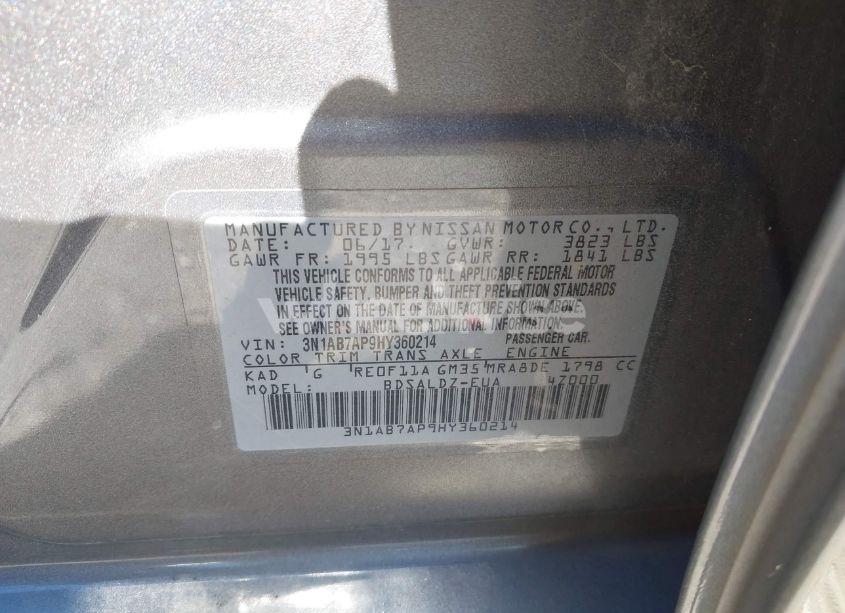 MANUFACTURED BY NISSAN MOTOR CO., LTD.
DATE: 06/17. GVWR: 3823 LBS
GAWR FR: 1995 LBS GAWR RR: 1841 LBS
THIS VEHICLE CONFORMS TO ALL APPLICABLE FEDERAL MOTOR
VEHICLE SAFETY, BUMPER AND THEFT PREVENTION STANDARDS
IN EFFECT ON THE DATE OF MANUFACTURE SHOWN ABOVE.
SEE OWNER'S MANUAL FOR ADDITIONAL INFORMATION.
VIN: 3N1AB7AP9HY360214 PASSENGER CAR.
COLOR TRIM TRANS AXLE ENGINE
KAD G RE0F11A GM35 MRA8DE 1798 CC
MODEL: BDSALDZ-EUA 4Z000
3N1AB7AP9HY360214